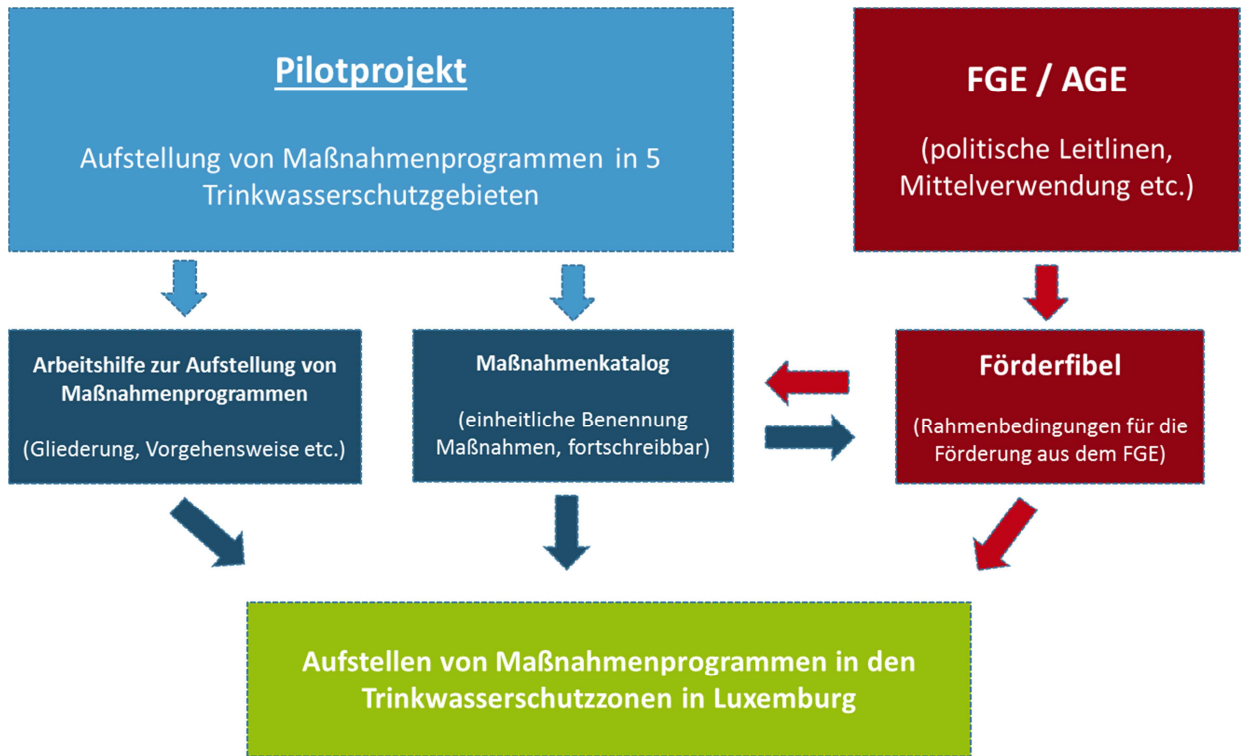 Pilotprojekt
Aufstellung von Maßnahmenprogrammen in 5
Trinkwasserschutzgebieten
FGE / AGE
(politische Leitlinen,
Mittelverwendung etc.)
Arbeitshilfe zur Aufstellung von
Maßnahmenprogrammen
(Gliederung, Vorgehensweise etc.)
Maßnahmenkatalog
(einheitliche Benennung
Maßnahmen, fortschreibbar)
Förderfibel
(Rahmenbedingungen für die
Förderung aus dem FGE)
Aufstellen von Maßnahmenprogrammen in den
Trinkwasserschutzzonen in Luxemburg